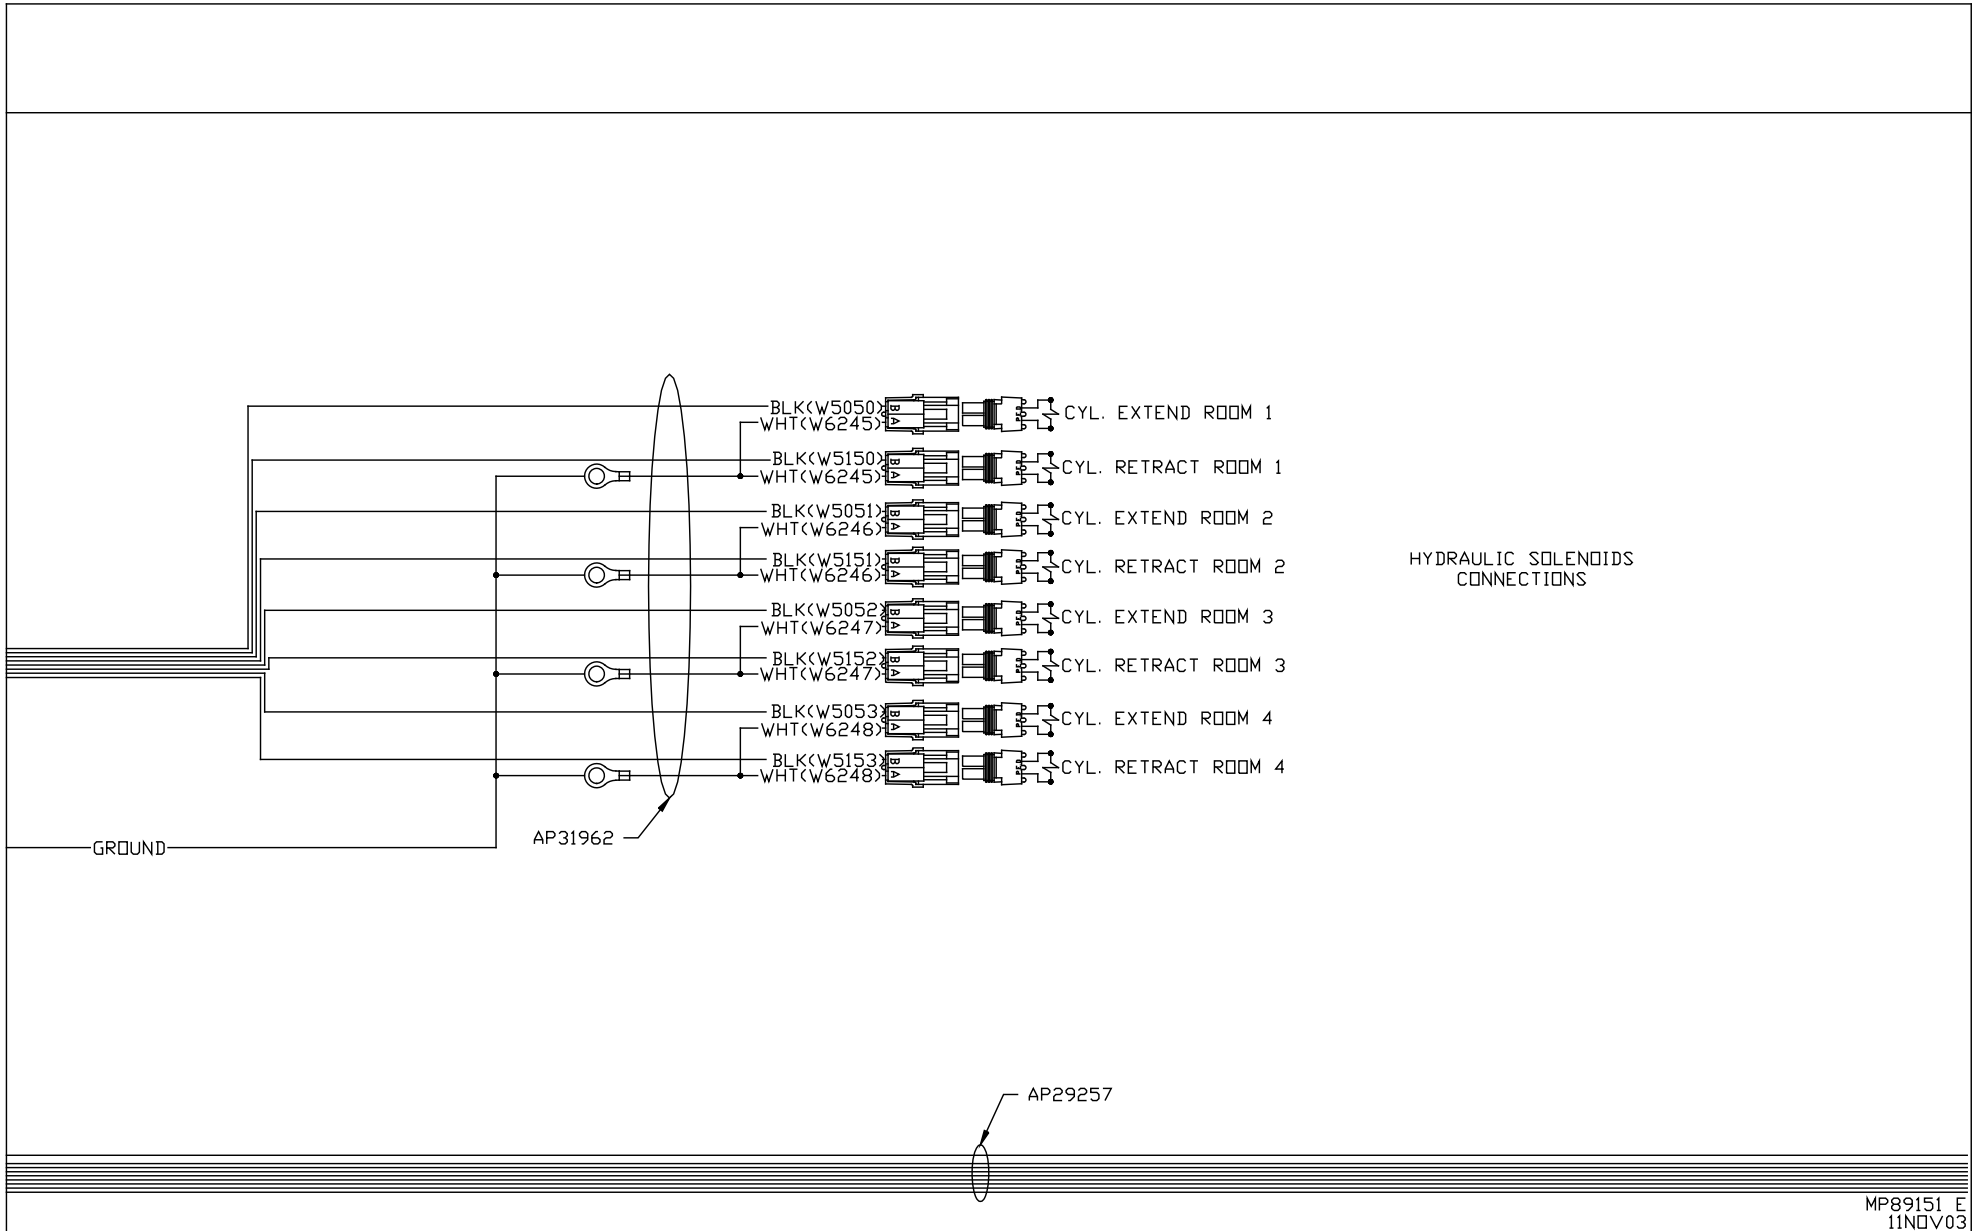 BLK(W5050)
WHT(W6245)
B
A
P.E.D
CYL. EXTEND ROOM 1
BLK(W5150)
WHT(W6245)
B
A
CYL. RETRACT ROOM 1
BLK(W5051)
WHT(W6246)
B
A
CYL. EXTEND ROOM 2
BLK(W5151)
WHT(W6246)
B
A
CYL. RETRACT ROOM 2
HYDRAULIC SOLENOIDS
CONNECTIONS
BLK(W5052)
WHT(W6247)
B
A
CYL. EXTEND ROOM 3
BLK(W5152)
WHT(W6247)
B
A
CYL. RETRACT ROOM 3
BLK(W5053)
WHT(W6248)
B
A
CYL. EXTEND ROOM 4
BLK(W5153)
WHT(W6248)
B
A
CYL. RETRACT ROOM 4
AP31962
GROUND
AP29257
MP89151 E
11NOV03